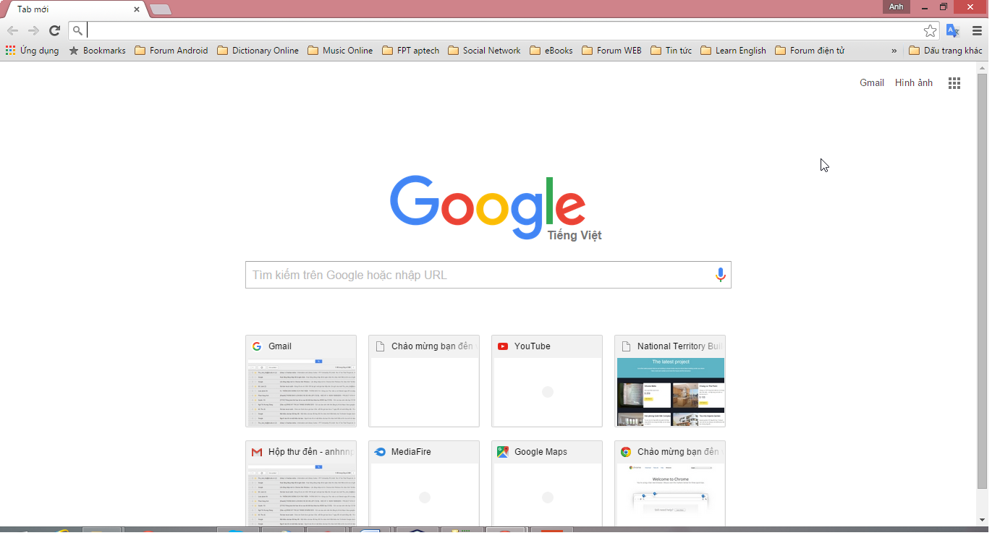 Tab mới
Anh
Ứng dụng Bookmarks Forum Android Dictionary Online Music Online FPT aptech Social Network eBooks Forum WEB Tin tức Learn English Forum điện tử » Dấu trang khác
Gmail Hình ảnh
Google
Tiếng Việt
Tìm kiếm trên Google hoặc nhập URL
Gmail Chào mừng bạn đến YouTube National Territory Bui
The latest project
Hộp thư đến - anhnnp MediaFire Google Maps Chào mừng bạn đến
Welcome to Chrome